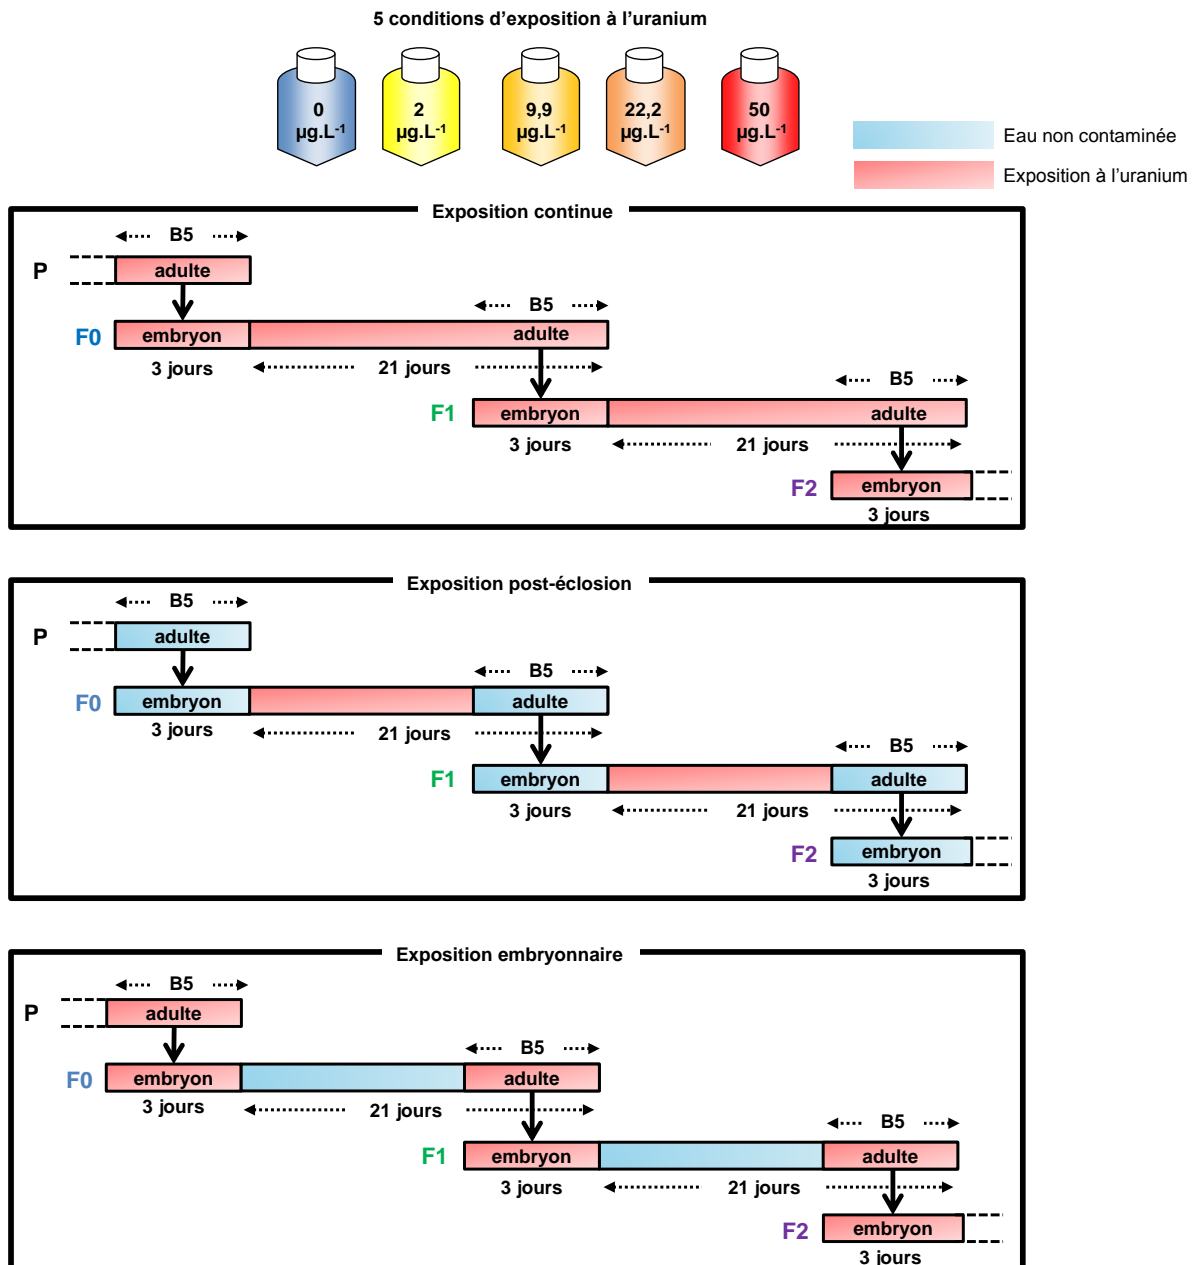 5 conditions d'exposition à l'uranium
0 2 9,9 22,2 50
µg.L-1 µg.L-1 µg.L-1 µg.L-1 µg.L-1
Eau non contaminée
Exposition à l'uranium
Exposition continue
B5
P adulte
B5
F0 embryon adulte
3 jours 21 jours
B5
F1 embryon adulte
3 jours 21 jours
F2 embryon
3 jours
Exposition post-éclosion
B5
P adulte
B5
F0 embryon adulte
3 jours 21 jours
B5
F1 embryon adulte
3 jours 21 jours
F2 embryon
3 jours
Exposition embryonnaire
B5
P adulte
B5
F0 embryon adulte
3 jours 21 jours
B5
F1 embryon adulte
3 jours 21 jours
F2 embryon
3 jours